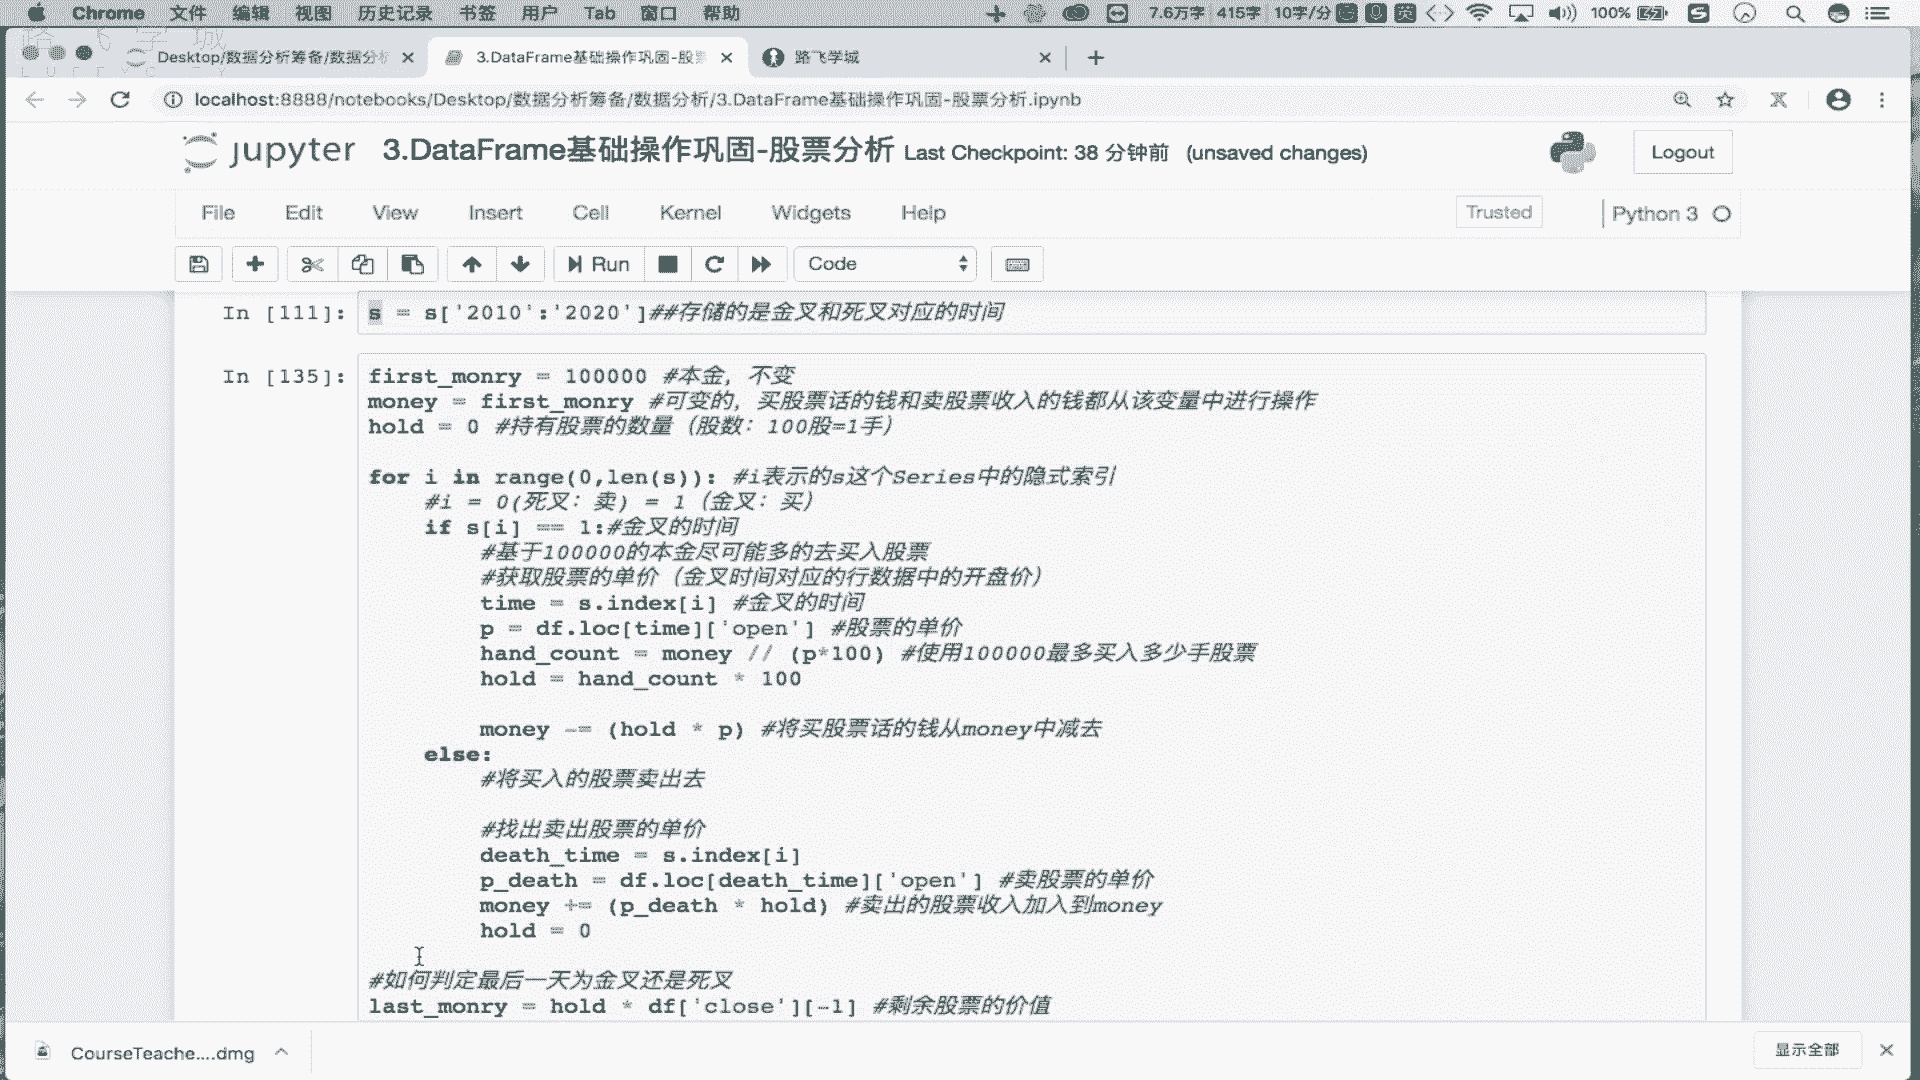 Chrome 文件 编辑 视图 历史记录 书签 用户 Tab 窗口 帮助 7.6万字 415字 10字/分 英 100%
Desktop/数据分析筹备/数据分析 3.DataFrame基础操作巩固-股票 路飞学城
localhost:8888/notebooks/Desktop/数据分析筹备/数据分析/3.DataFrame基础操作巩固-股票分析.ipynb
jupyter 3.DataFrame基础操作巩固-股票分析 Last Checkpoint: 38 分钟前 (unsaved changes) Logout
File Edit View Insert Cell Kernel Widgets Help Trusted Python 3
Run Code
In [111]: s = s['2010':'2020']##存储的是金叉和死叉对应的时间
In [135]: first_monry = 100000 #本金，不变
money = first_monry #可变的，买股票话的钱和卖股票收入的钱都从该变量中进行操作
hold = 0 #持有股票的数量（股数：100股=1手）
for i in range(0,len(s)): #i表示的s这个Series中的隐式索引
#i = 0(死叉：卖) = 1（金叉：买）
if s[i] == 1:#金叉的时间
#基于100000的本金尽可能多的去买入股票
#获取股票的单价（金叉时间对应的行数据中的开盘价）
time = s.index[i] #金叉的时间
p = df.loc[time]['open'] #股票的单价
hand_count = money // (p*100) #使用100000最多买入多少手股票
hold = hand_count * 100
money -= (hold * p) #将买股票话的钱从money中减去
else:
#将买入的股票卖出去
#找出卖出股票的单价
death_time = s.index[i]
p_death = df.loc[death_time]['open'] #卖股票的单价
money += (p_death * hold) #卖出的股票收入加入到money
hold = 0
#如何判定最后一天为金叉还是死叉
last_monry = hold * df['close'][-1] #剩余股票的价值
CourseTeache....dmg 显示全部